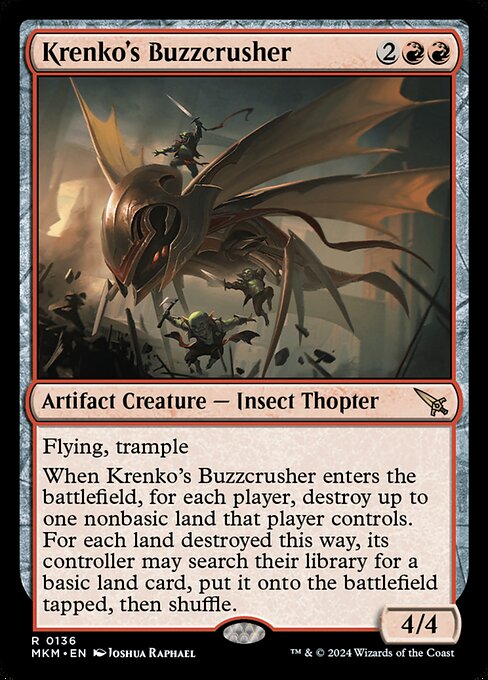 Krenko's Buzzcrusher 2
Artifact Creature — Insect Thopter
Flying, trample
When Krenko's Buzzcrusher enters the
battlefield, for each player, destroy up to
one nonbasic land that player controls.
For each land destroyed this way, its
controller may search their library for a
basic land card, put it onto the battlefield
tapped, then shuffle.
4/4
R 0136
MKM • EN Joshua Raphael
™ & © 2024 Wizards of the Coast